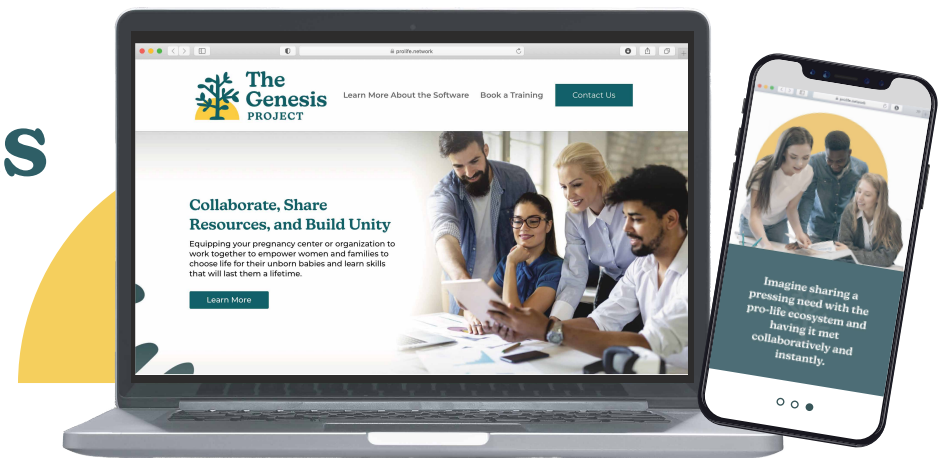 s
prolife.network
The
Genesis
PROJECT
Learn More About the Software
Book a Training
Contact Us
Collaborate, Share
Resources, and Build Unity
Equipping your pregnancy center or organization to
work together to empower women and families to
choose life for their unborn babies and learn skills
that will last them a lifetime.
Learn More
prolife.network
Imagine sharing a
pressing need with the
pro-life ecosystem and
having it met
collaboratively and
instantly.